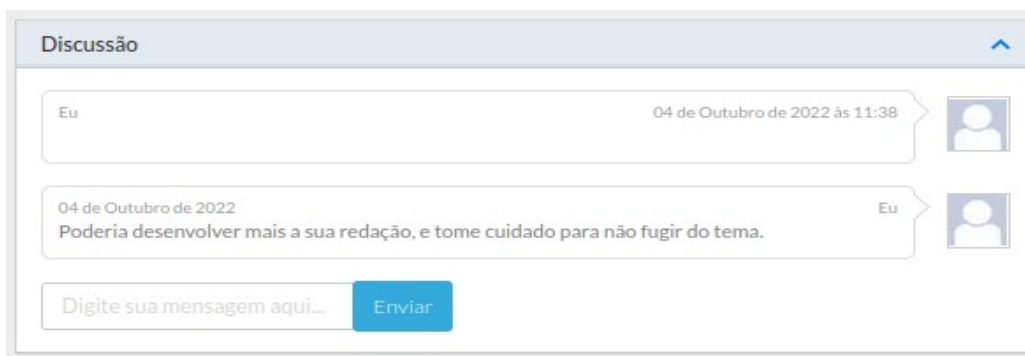 Discussão
Eu 04 de Outubro de 2022 às 11:38
04 de Outubro de 2022 Eu
Poderia desenvolver mais a sua redação, e tome cuidado para não fugir do tema.
Digite sua mensagem aqui... Enviar